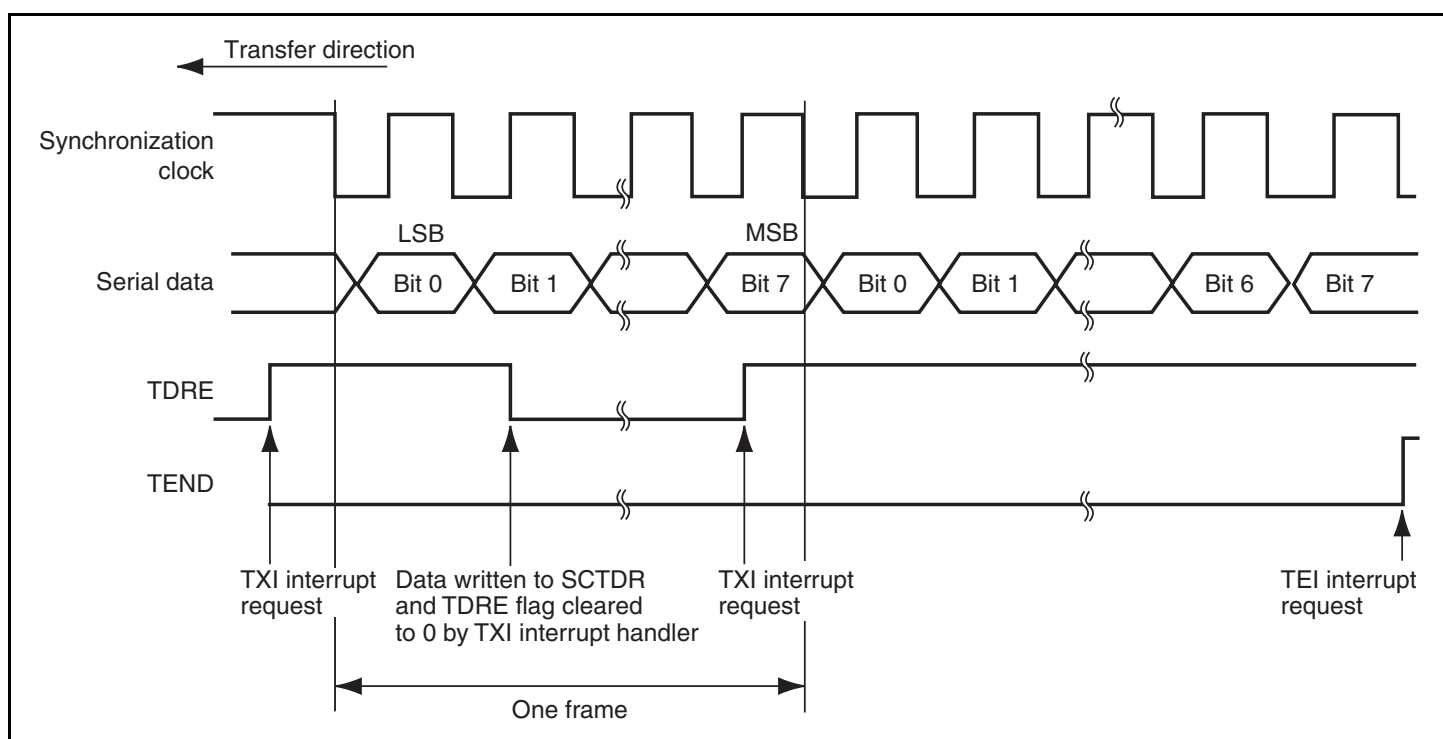 Transfer direction
Synchronization
clock
LSB
MSB
Serial data
Bit 0
Bit 1
Bit 7
Bit 0
Bit 1
Bit 6
Bit 7
TDRE
TEND
TXI interrupt
request
Data written to SCTDR
and TDRE flag cleared
to 0 by TXI interrupt handler
TXI interrupt
request
TEI interrupt
request
One frame